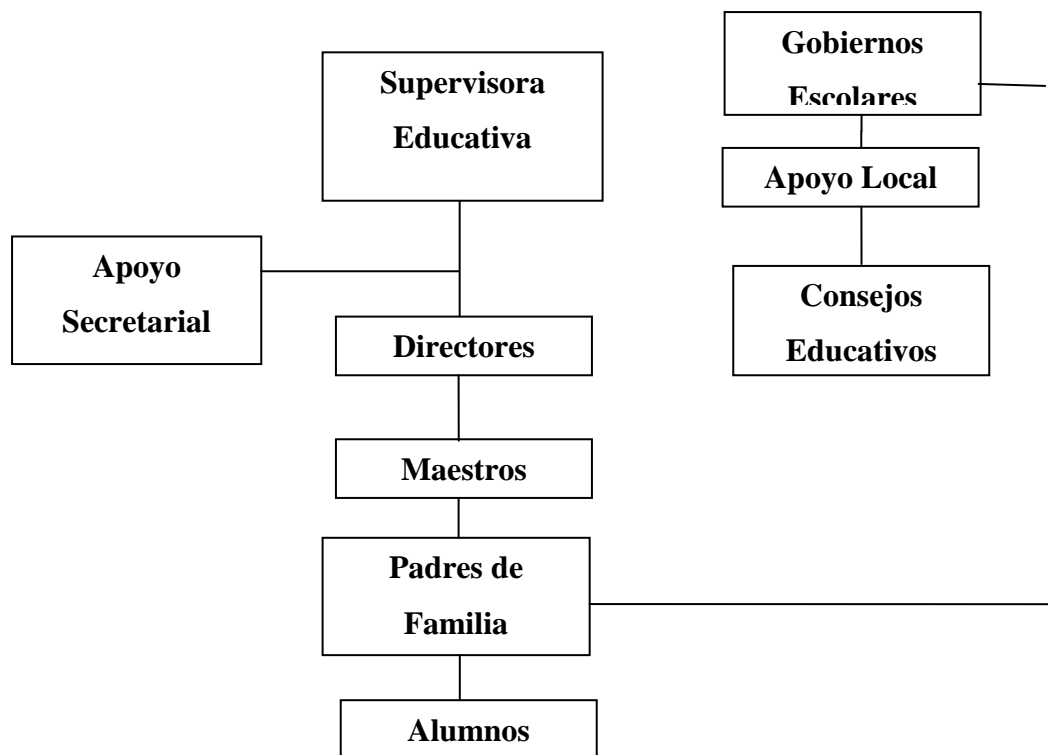 Gobiernos
Escolares
Supervisora
Educativa
Apoyo Local
Apoyo
Secretarial
Consejos
Educativos
Directores
Maestros
Padres de
Familia
Alumnos